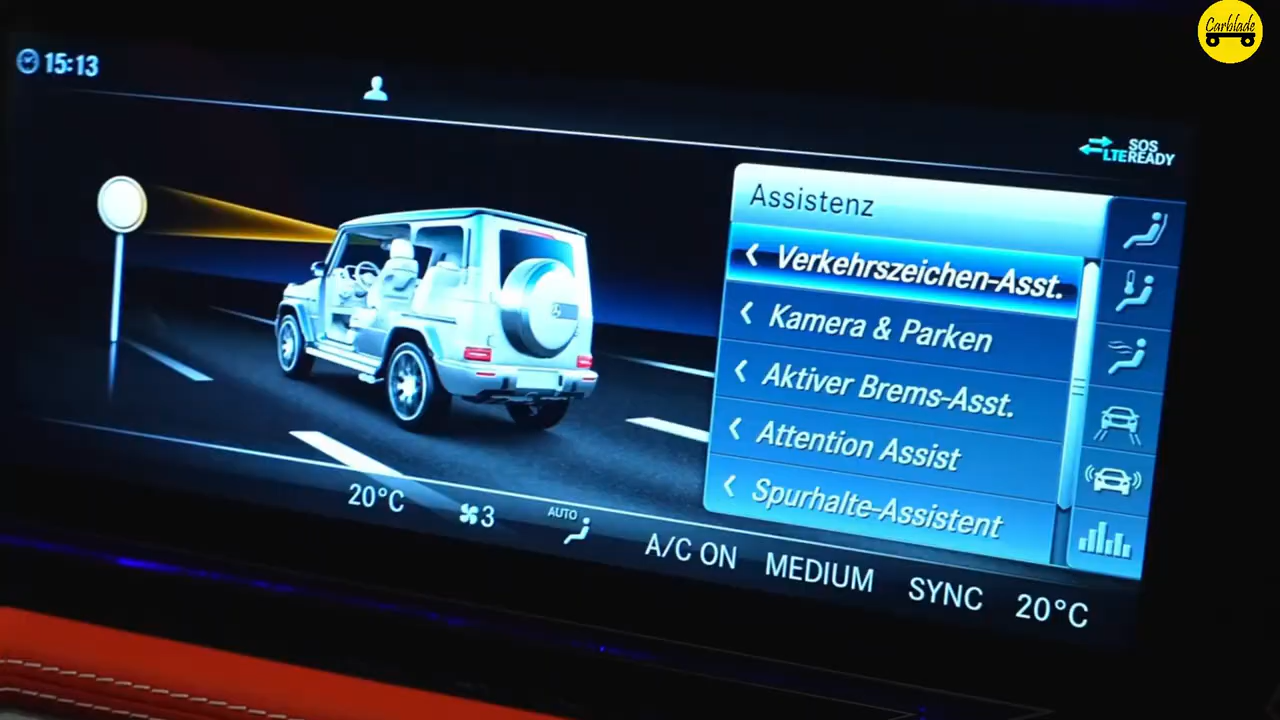 Carblade
15:13
SOS
LTE READY
Assistenz
Verkehrszeichen-Asst.
Kamera & Parken
Aktiver Brems-Asst.
Attention Assist
Spurhalte-Assistent
20°C
3
AUTO
A/C ON
MEDIUM
SYNC
20°C